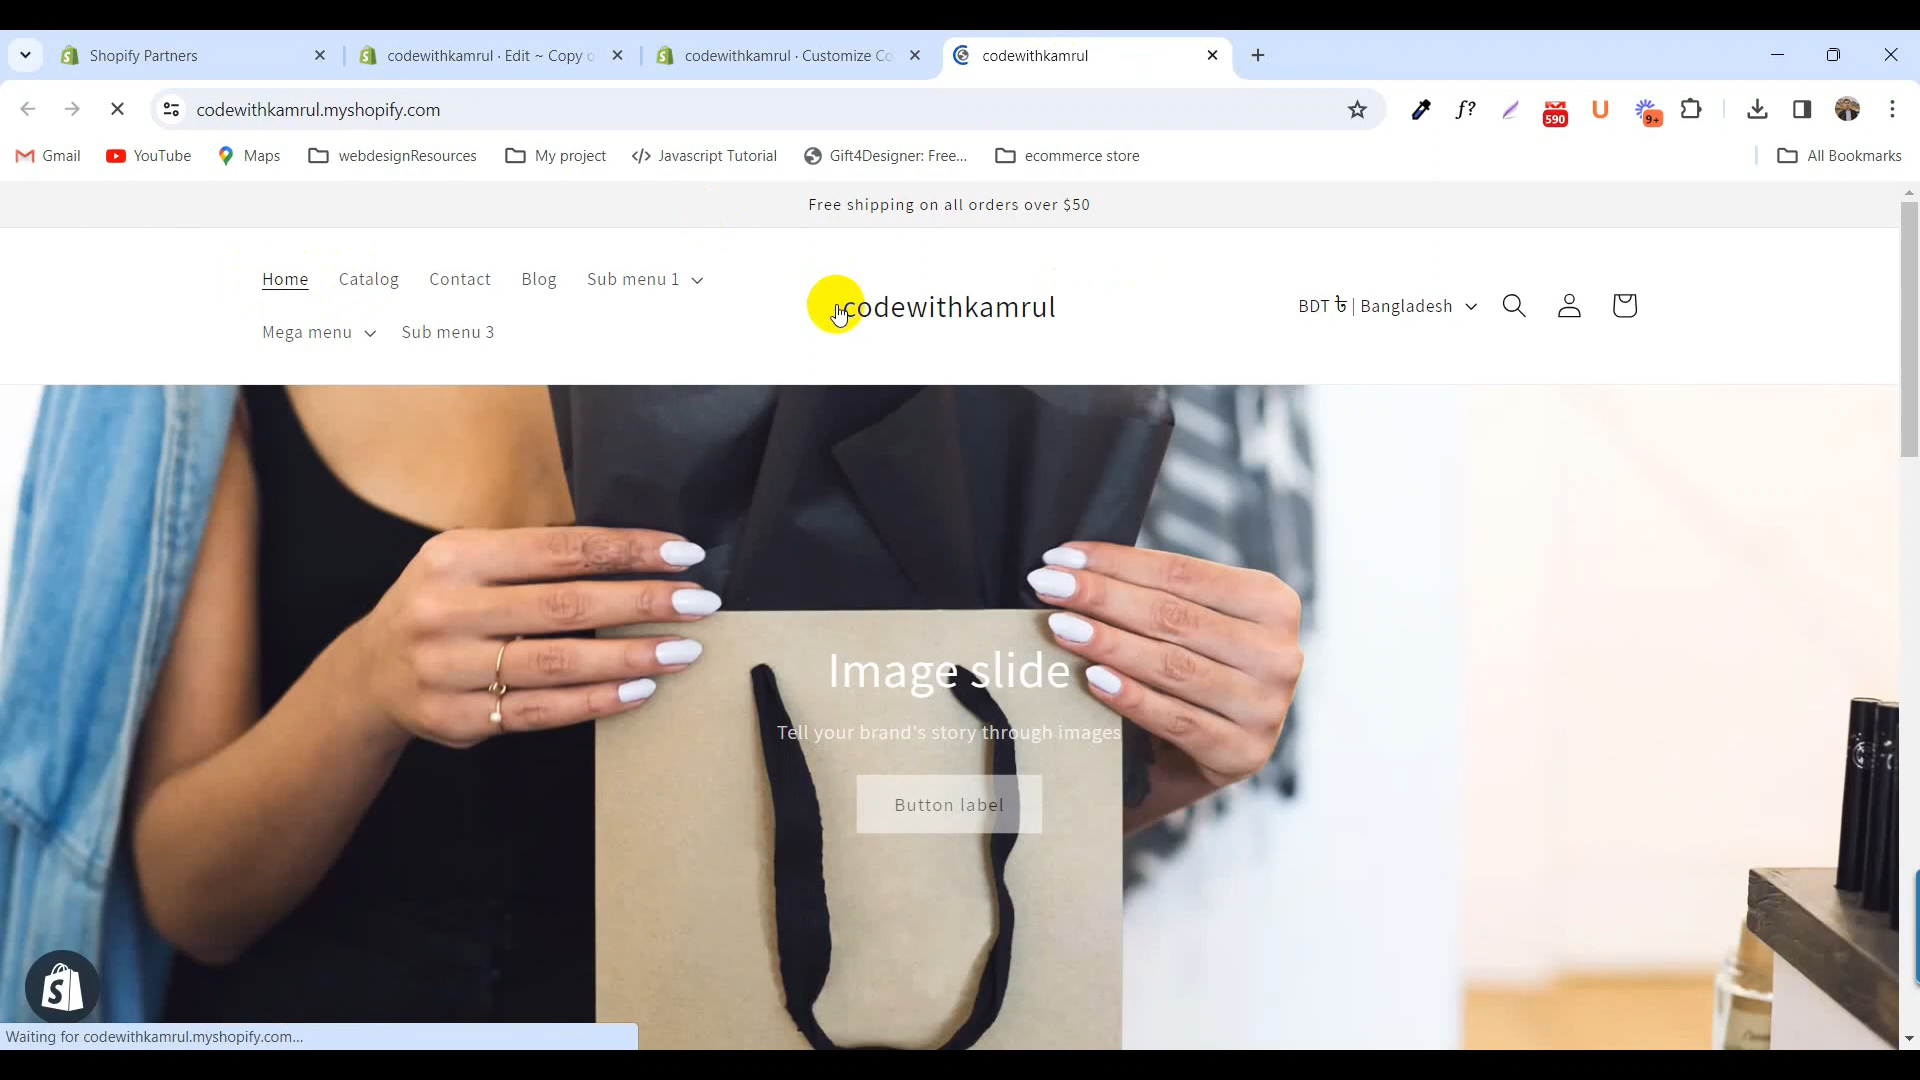 Shopify Partners
codewithkamrul · Edit ~ Copy o
codewithkamrul · Customize Co
codewithkamrul
codewithkamrul.myshopify.com
590
9+
Gmail
YouTube
Maps
webdesignResources
My project
Javascript Tutorial
Gift4Designer: Free...
ecommerce store
All Bookmarks
Free shipping on all orders over $50
Home
Catalog
Contact
Blog
Sub menu 1
Mega menu
Sub menu 3
codewithkamrul
BDT ৳ | Bangladesh
Image slide
Tell your brand's story through images
Button label
Waiting for codewithkamrul.myshopify.com...